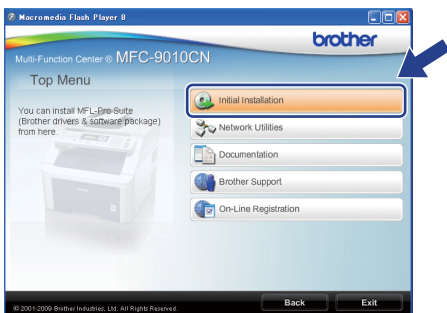 Macromedia Flash Player 8
brother
Multi-Function Center ® MFC-9010CN
Top Menu
You can install MFL-Pro Suite
(Brother drivers & software package)
from here.
Initial Installation
Network Utilities
Documentation
Brother Support
On-Line Registration
© 2001-2009 Brother Industries, Ltd. All Rights Reserved.
Back
Exit